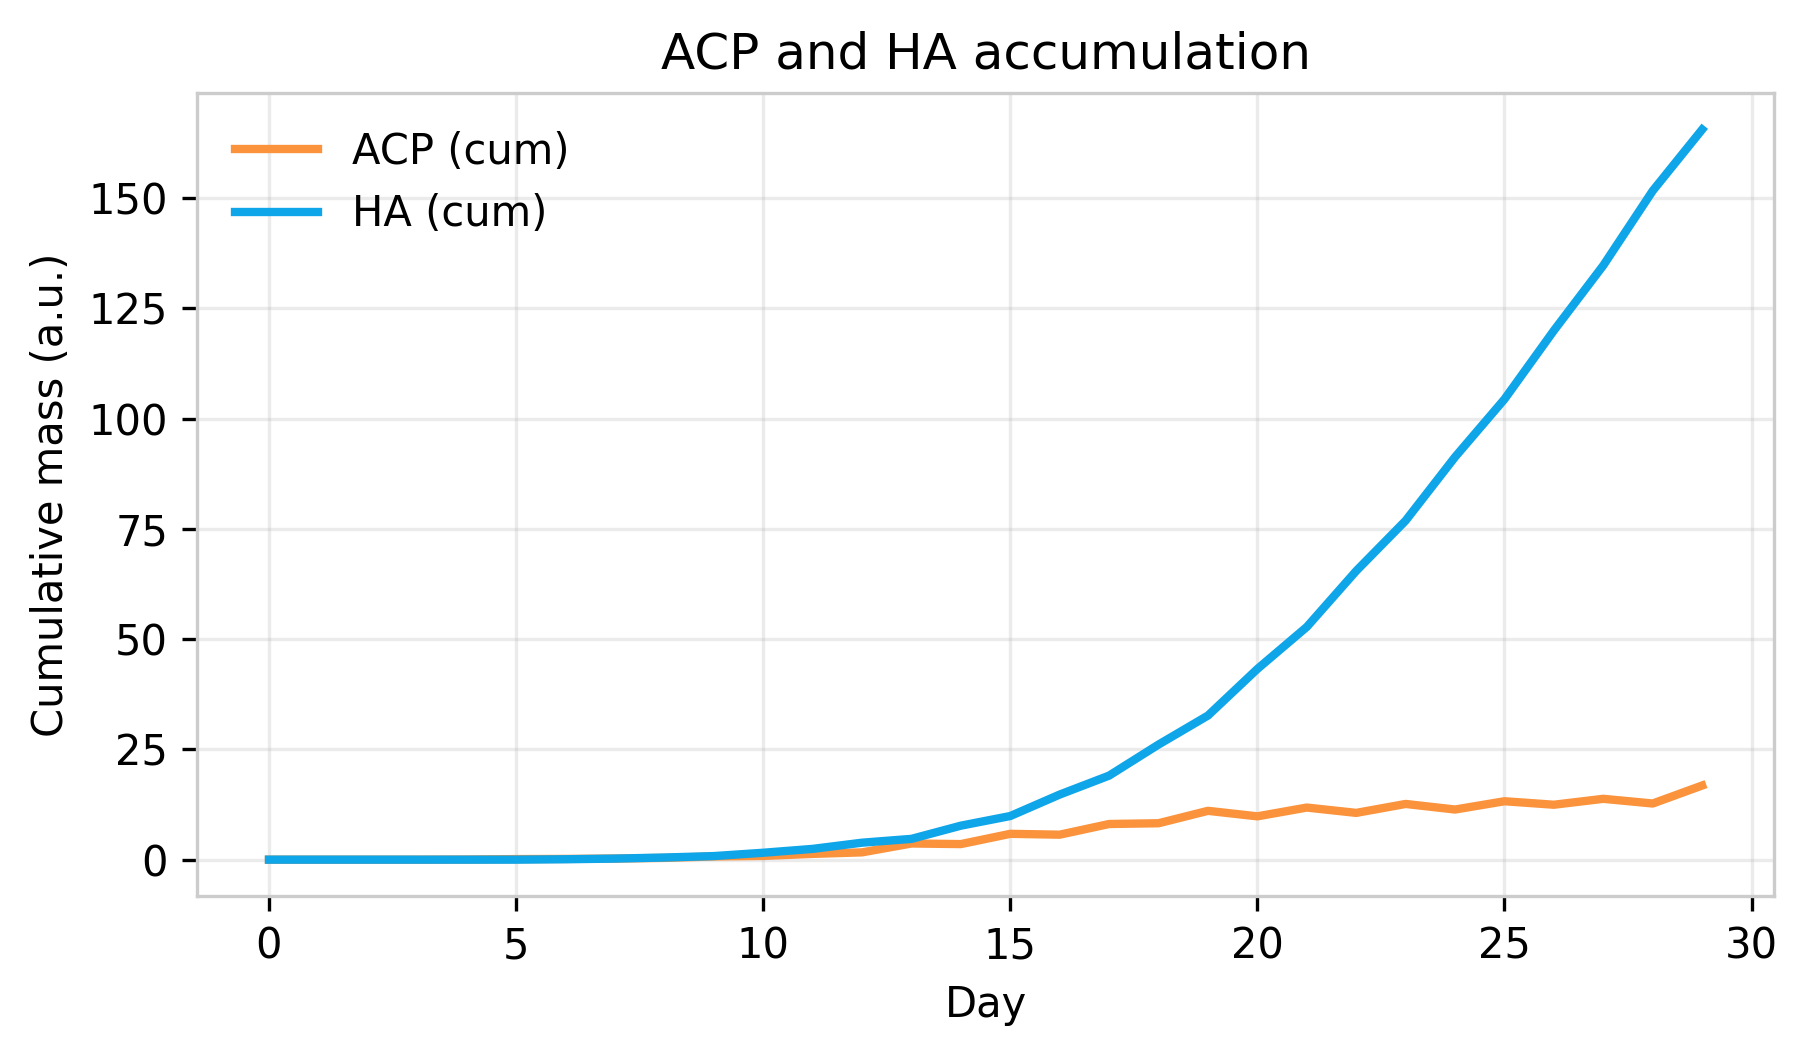 ACP and HA accumulation
ACP (cum)
HA (cum)
Cumulative mass (a.u.)
150
125
100
75
50
25
0
0 5 10 15 20 25 30
Day